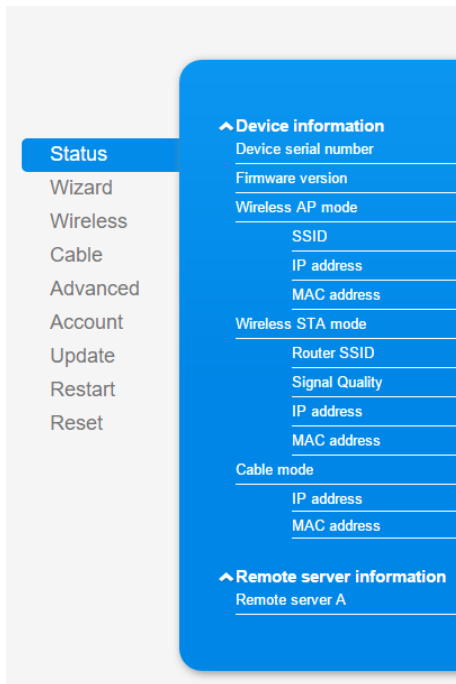 Status
Wizard
Wireless
Cable
Advanced
Account
Update
Restart
Reset
Device information
Device serial number
Firmware version
Wireless AP mode
SSID
IP address
MAC address
Wireless STA mode
Router SSID
Signal Quality
IP address
MAC address
Cable mode
IP address
MAC address
Remote server information
Remote server A